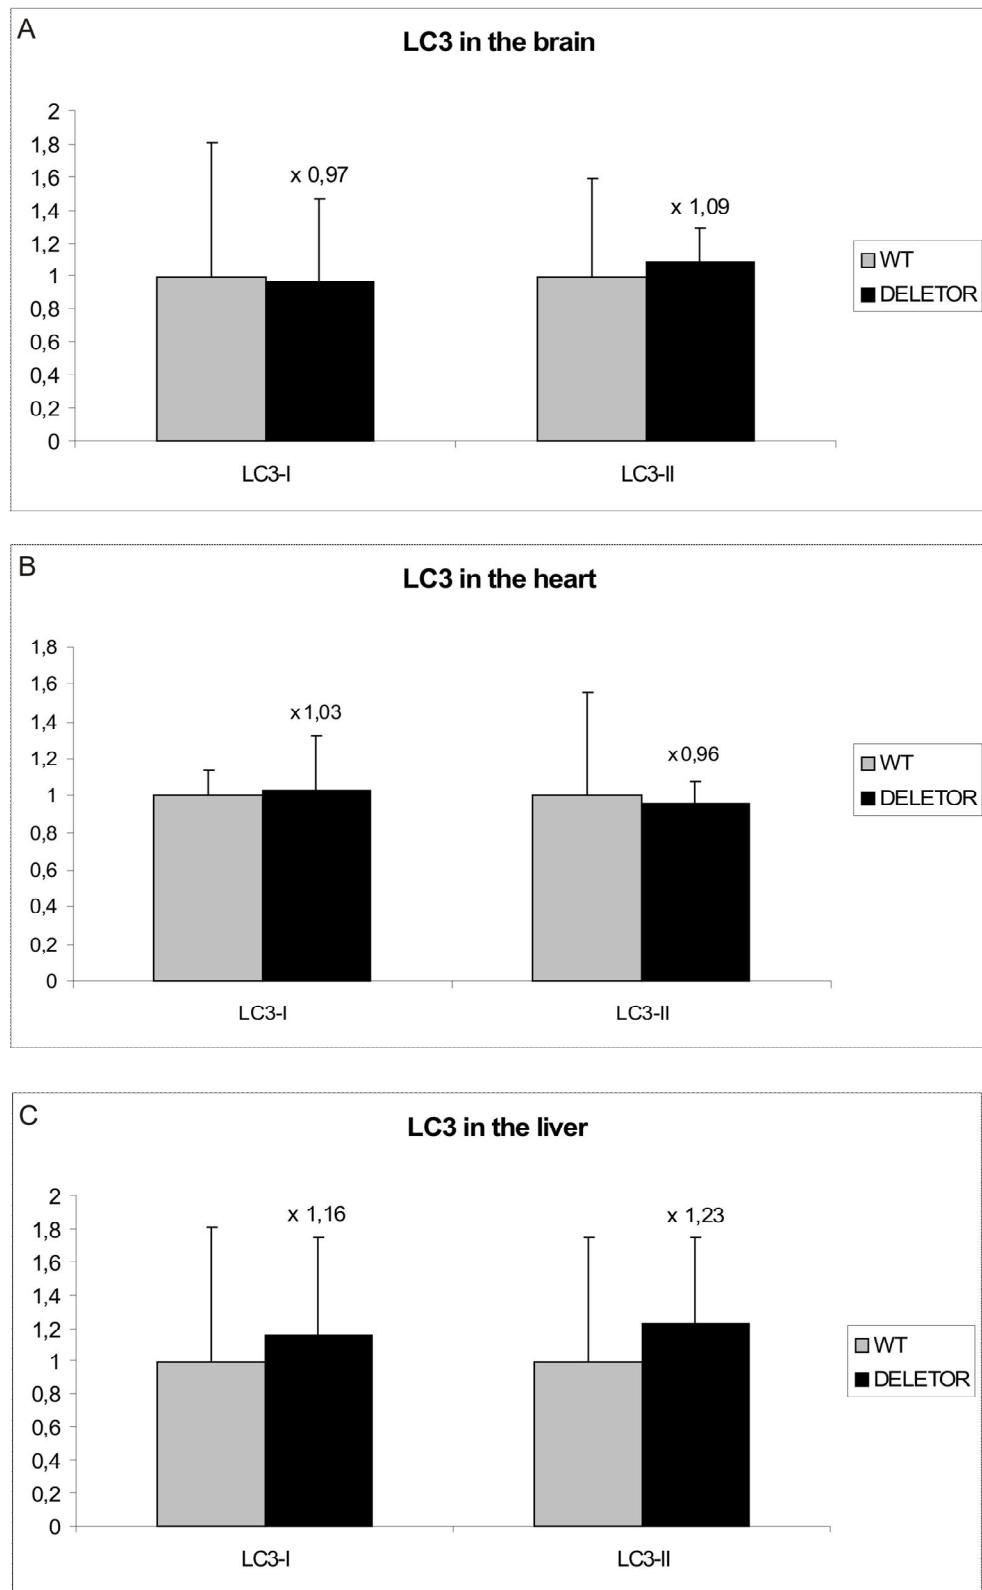 A
LC3 in the brain
2
1,8
1,6
1,4
1,2
1
0,8
0,6
0,4
0,2
0
x 0,97
x 1,09
LC3-I
LC3-II
WT
DELETOR
B
LC3 in the heart
1,8
1,6
1,4
1,2
1
0,8
0,6
0,4
0,2
0
x 1,03
x 0,96
LC3-I
LC3-II
WT
DELETOR
C
LC3 in the liver
2
1,8
1,6
1,4
1,2
1
0,8
0,6
0,4
0,2
0
x 1,16
x 1,23
LC3-I
LC3-II
WT
DELETOR